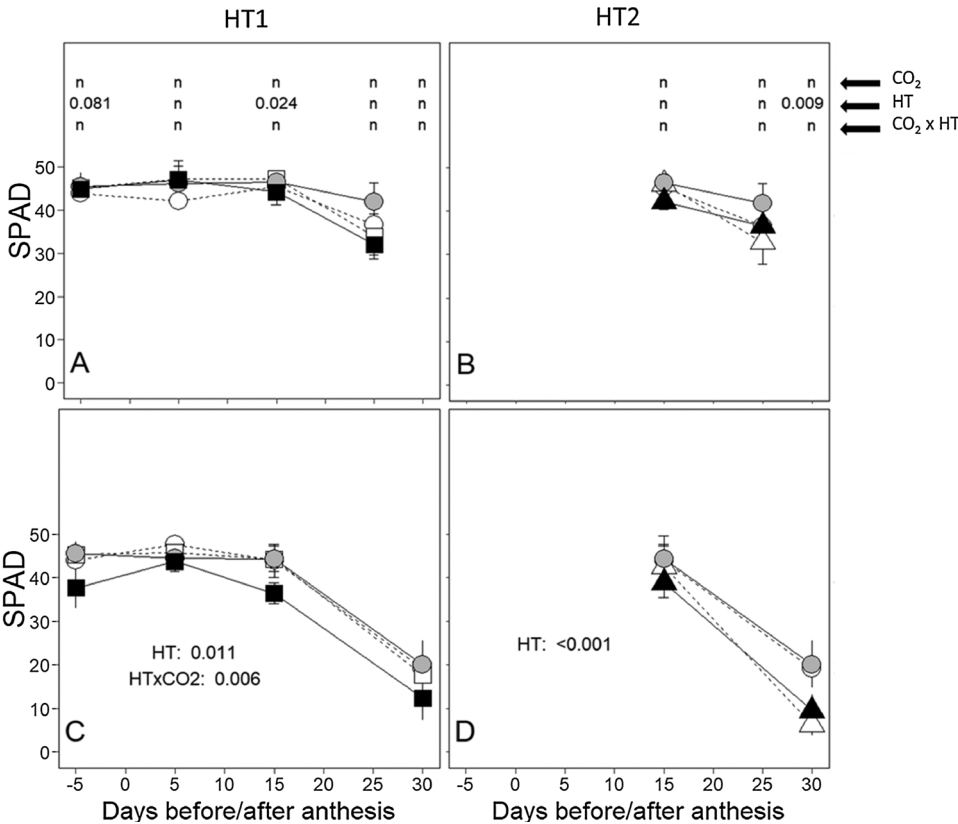 HT1 HT2
n n n n n n n n CO2
0.081 n 0.024 n n n n 0.009 HT
n n n n n n n n CO2 x HT
SPAD
50
40
30
20
10
0
A B
SPAD
50
40
30
20
10
0
HT: 0.011
HTxCO2: 0.006
HT: <0.001
C D
-5 0 5 10 15 20 25 30 -5 0 5 10 15 20 25 30
Days before/after anthesis Days before/after anthesis